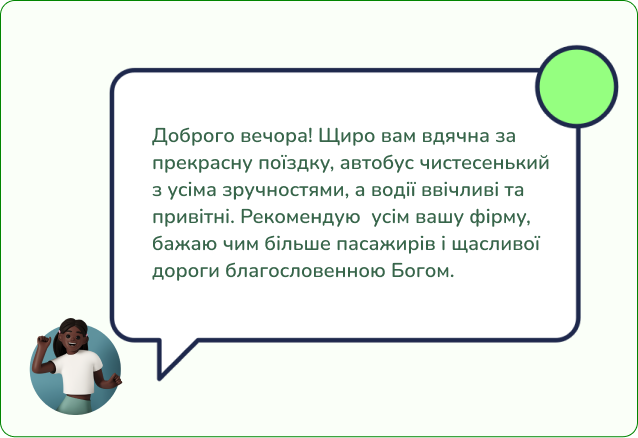 Доброго вечора! Щиро вам вдячна за
прекрасну поїздку, автобус чистесенький
з усіма зручностями, а водії ввічливі та
привітні. Рекомендую  усім вашу фірму,
бажаю чим більше пасажирів і щасливої
дороги благословенною Богом.